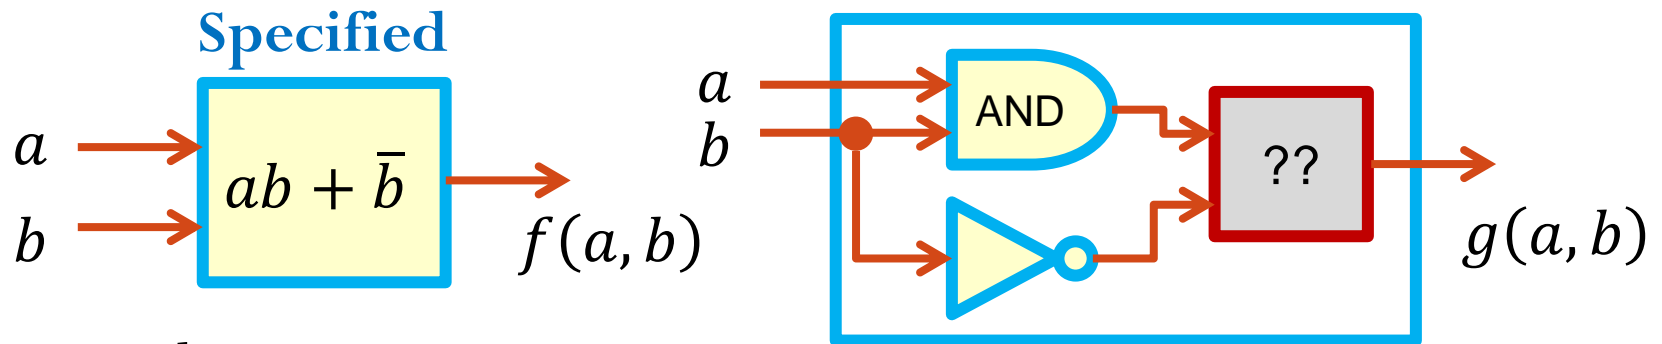 Specified
a
b
ab + b̅
f(a, b)
a
b
AND
??
g(a, b)